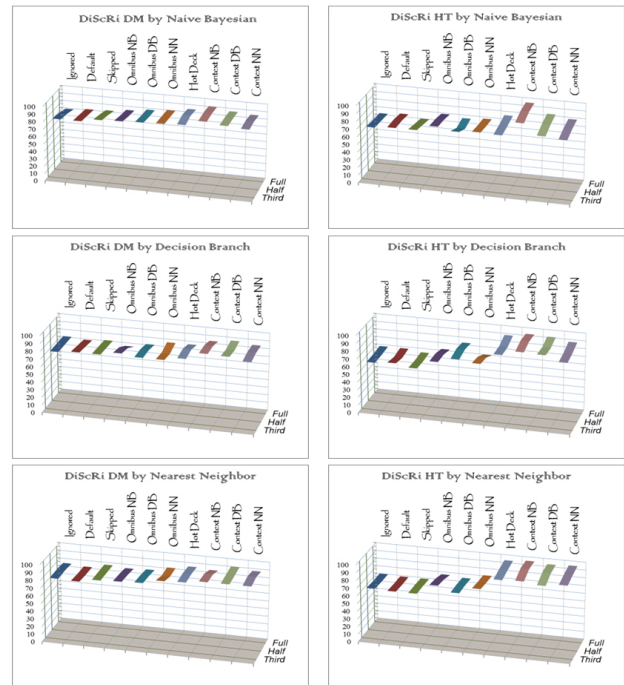 DiScRi DM by Naive Bayesian
Ignored
Default
Skipped
Omnibus NB
Omnibus DB
Omnibus NN
Hot Deck
Context NB
Context DB
Context NN
100
90
80
70
60
50
40
30
20
10
0
Full
Half
Third
DiScRi HT by Naive Bayesian
Ignored
Default
Skipped
Omnibus NB
Omnibus DB
Omnibus NN
Hot Deck
Context NB
Context DB
Context NN
100
90
80
70
60
50
40
30
20
10
0
Full
Half
Third
DiScRi DM by Decision Branch
Ignored
Default
Skipped
Omnibus NB
Omnibus DB
Omnibus NN
Hot Deck
Context NB
Context DB
Context NN
100
90
80
70
60
50
40
30
20
10
0
Full
Half
Third
DiScRi HT by Decision Branch
Ignored
Default
Skipped
Omnibus NB
Omnibus DB
Omnibus NN
Hot Deck
Context NB
Context DB
Context NN
100
90
80
70
60
50
40
30
20
10
0
Full
Half
Third
DiScRi DM by Nearest Neighbor
Ignored
Default
Skipped
Omnibus NB
Omnibus DB
Omnibus NN
Hot Deck
Context NB
Context DB
Context NN
100
90
80
70
60
50
40
30
20
10
0
Full
Half
Third
DiScRi HT by Nearest Neighbor
Ignored
Default
Skipped
Omnibus NB
Omnibus DB
Omnibus NN
Hot Deck
Context NB
Context DB
Context NN
100
90
80
70
60
50
40
30
20
10
0
Full
Half
Third